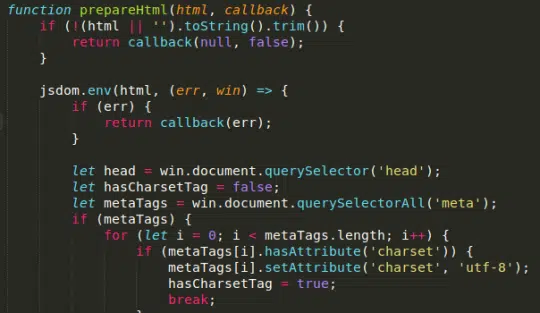 function prepareHtml(html, callback) {
    if (!(html || '').toString().trim()) {
        return callback(null, false);
    }

    jsdom.env(html, (err, win) => {
        if (err) {
            return callback(err);
        }

        let head = win.document.querySelector('head');
        let hasCharsetTag = false;
        let metaTags = win.document.querySelectorAll('meta');
        if (metaTags) {
            for (let i = 0; i < metaTags.length; i++) {
                if (metaTags[i].hasAttribute('charset')) {
                    metaTags[i].setAttribute('charset', 'utf-8');
                    hasCharsetTag = true;
                    break;